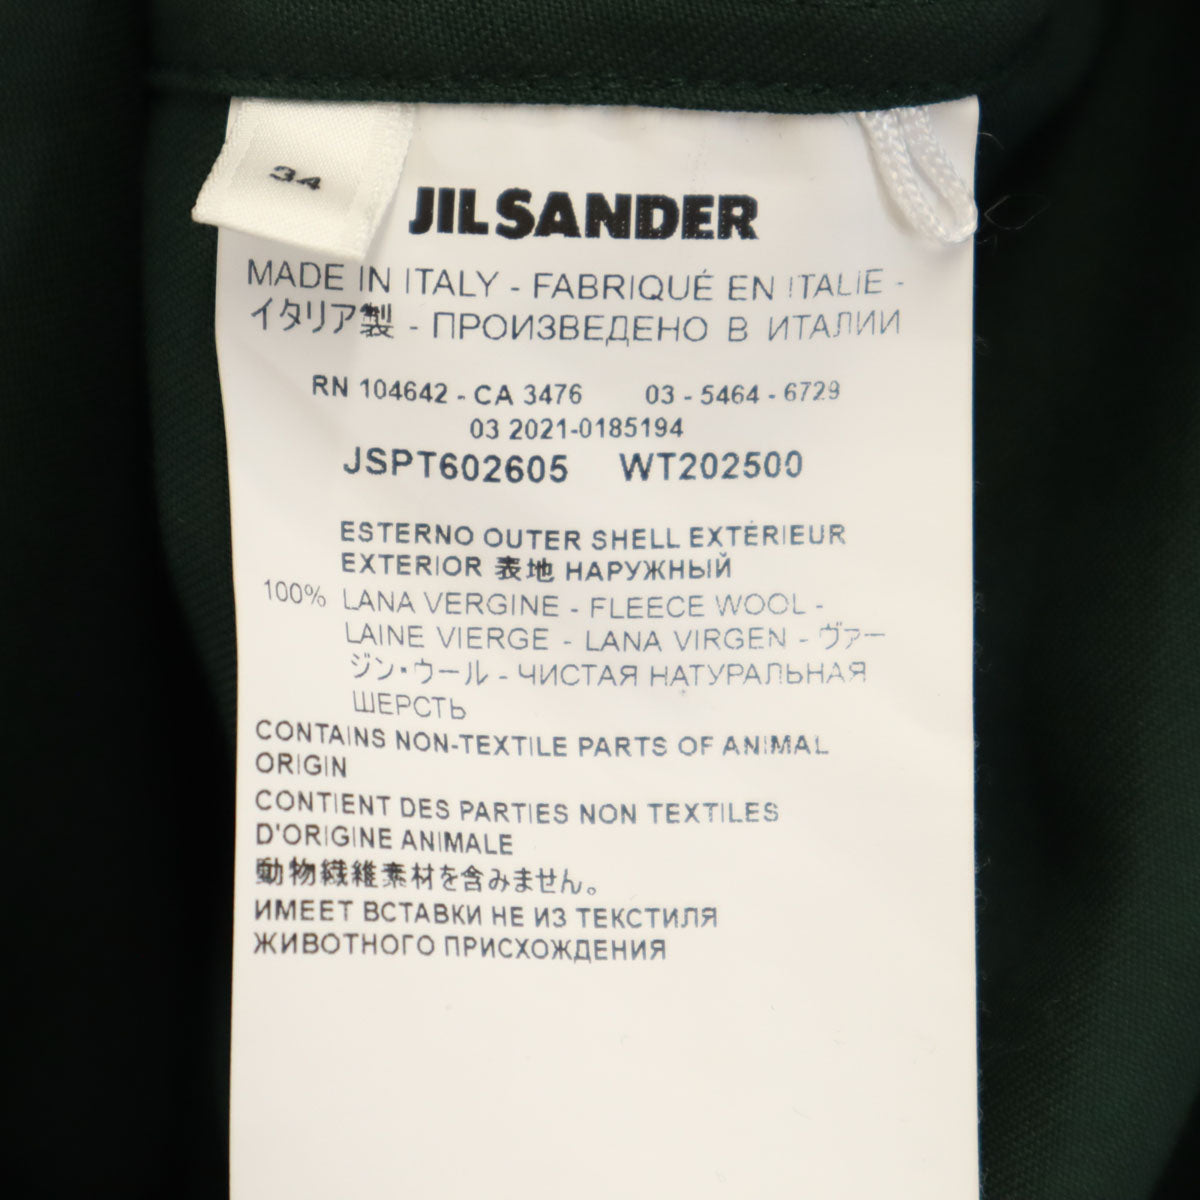 34
JIL SANDER
MADE IN ITALY - FABRIQUÉ EN ITALIE -
イタリア製 - ПРОИЗВЕДЕНО В ИТАЛИИ
RN 104642 - CA 3476 03 - 5464 - 6729
03 2021-0185194
JSPT602605 WT202500
ESTERNO OUTER SHELL EXTÉRIEUR
EXTERIOR 表地 НАРУЖНЫЙ
100% LANA VERGINE - FLEECE WOOL -
LAINE VIERGE - LANA VIRGEN - ヴァー
ジン・ウール - ЧИСТАЯ НАТУРАЛЬНАЯ
ШЕРСТЬ
CONTAINS NON-TEXTILE PARTS OF ANIMAL
ORIGIN
CONTIENT DES PARTIES NON TEXTILES
D'ORIGINE ANIMALE
動物繊維素材を含みません。
ИМЕЕТ ВСТАВКИ НЕ ИЗ ТЕКСТИЛЯ
ЖИВОТНОГО ПРИСХОЖДЕНИЯ